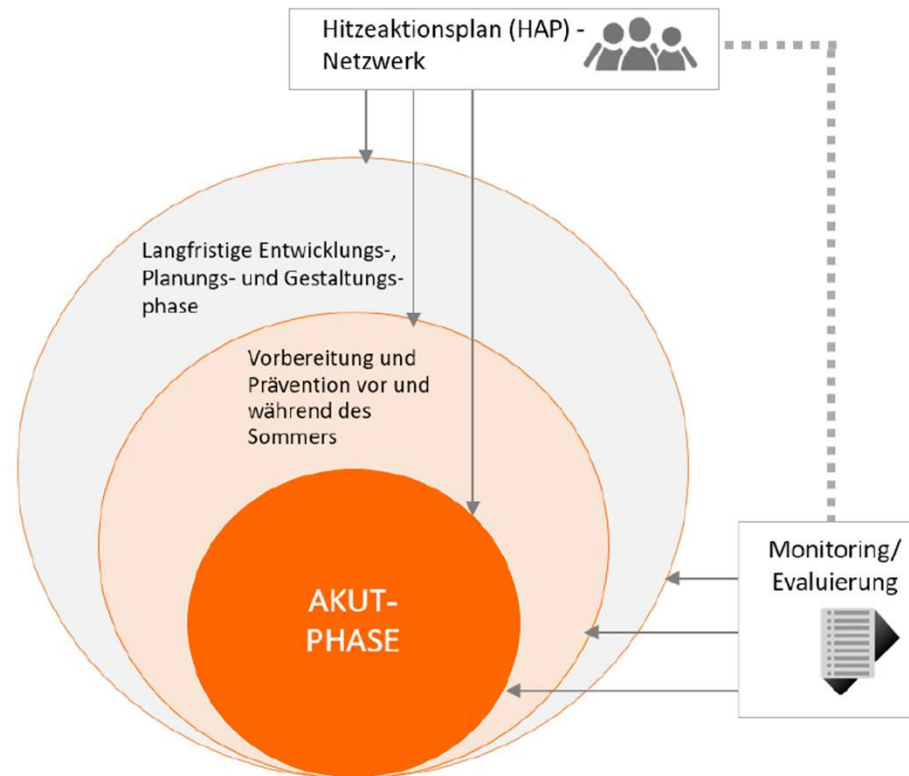 Hitzeaktionsplan (HAP) -
Netzwerk
Langfristige Entwicklungs-,
Planungs- und Gestaltungs-
phase
Vorbereitung und
Prävention vor und
während des
Sommers
AKUT-
PHASE
Monitoring/
Evaluierung